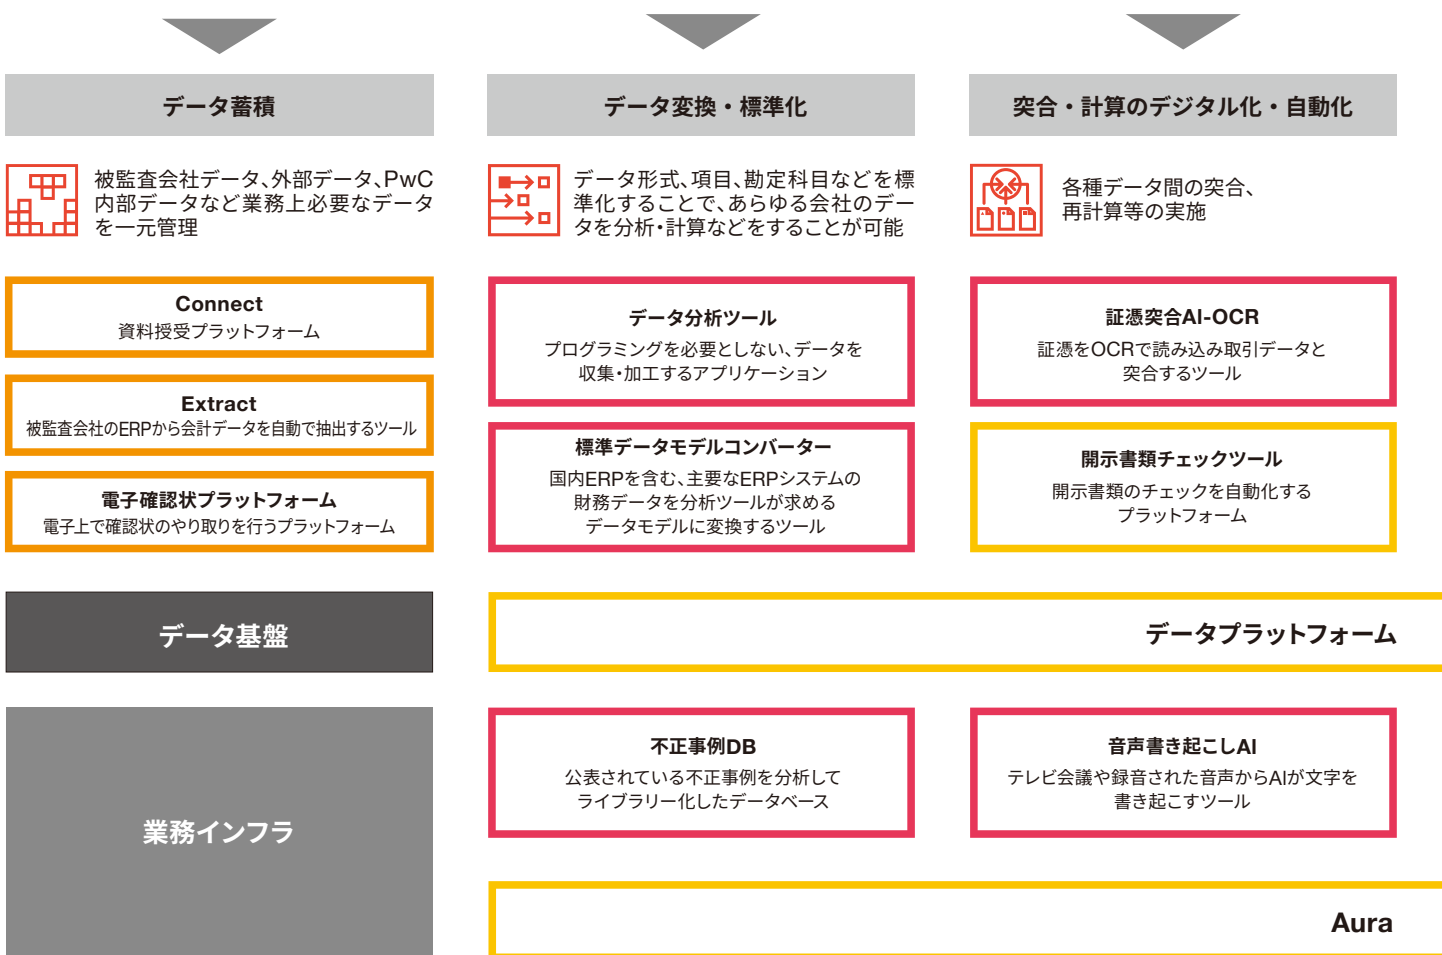 データ蓄積
被監査会社データ、外部データ、PwC
内部データなど業務上必要なデータ
を一元管理
Connect
資料授受プラットフォーム
Extract
被監査会社のERPから会計データを自動で抽出するツール
電子確認状プラットフォーム
電子上で確認状のやり取りを行うプラットフォーム
データ変換・標準化
データ形式、項目、勘定科目などを標
準化することで、あらゆる会社のデー
タを分析・計算などをすることが可能
データ分析ツール
プログラミングを必要としない、データを
収集・加工するアプリケーション
標準データモデルコンバーター
国内ERPを含む、主要なERPシステムの
財務データを分析ツールが求める
データモデルに変換するツール
突合・計算のデジタル化・自動化
各種データ間の突合、
再計算等の実施
証憑突合AI-OCR
証憑をOCRで読み込み取引データと
突合するツール
開示書類チェックツール
開示書類のチェックを自動化する
プラットフォーム
データ基盤
データプラットフォーム
業務インフラ
不正事例DB
公表されている不正事例を分析して
ライブラリー化したデータベース
音声書き起こしAI
テレビ会議や録音された音声からAIが文字を
書き起こすツール
Aura